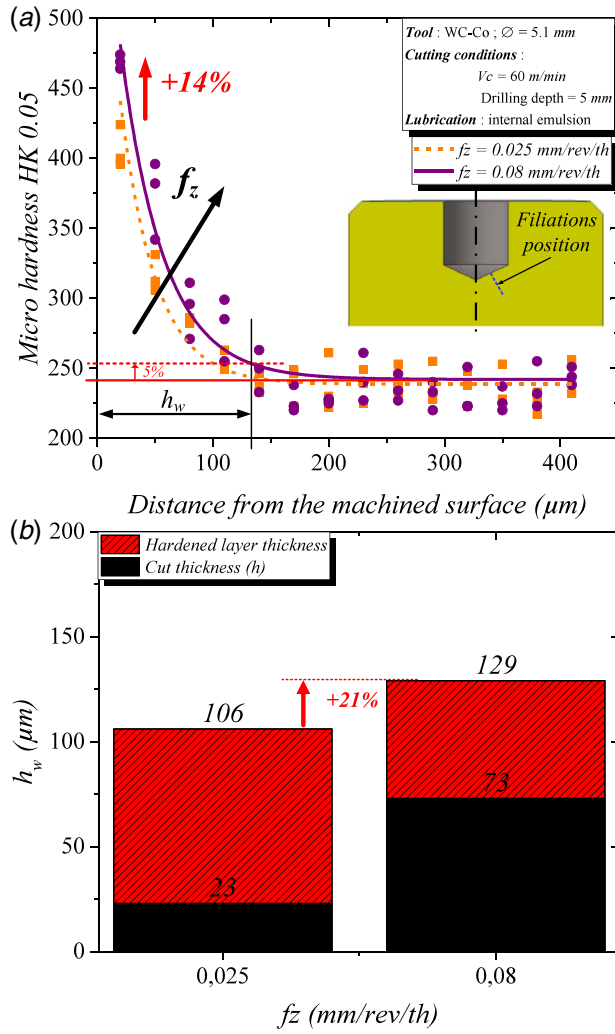 (a)
500
450
400
350
300
250
200
Micro hardness HK 0.05
+14%
f_z
5%
h_w
Tool : WC-Co ; ∅ = 5.1 mm
Cutting conditions :
Vc = 60 m/min
Drilling depth = 5 mm
Lubrication : internal emulsion
fz = 0.025 mm/rev/th
fz = 0.08 mm/rev/th
Filiations
position
0 100 200 300 400
Distance from the machined surface (µm)
(b)
200
150
100
50
0
h_w (µm)
Hardened layer thickness
Cut thickness (h)
106
23
+21%
129
73
0,025 0,08
fz (mm/rev/th)